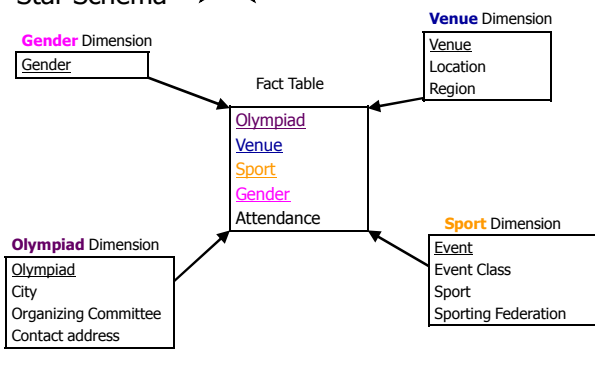 Star Schema
Venue Dimension
Gender Dimension
Venue
Location
Region
Gender
Fact Table
Olympiad
Venue
Sport
Gender
Attendance
Sport Dimension
Event
Event Class
Sport
Sporting Federation
Olympiad Dimension
Olympiad
City
Organizing Committee
Contact address